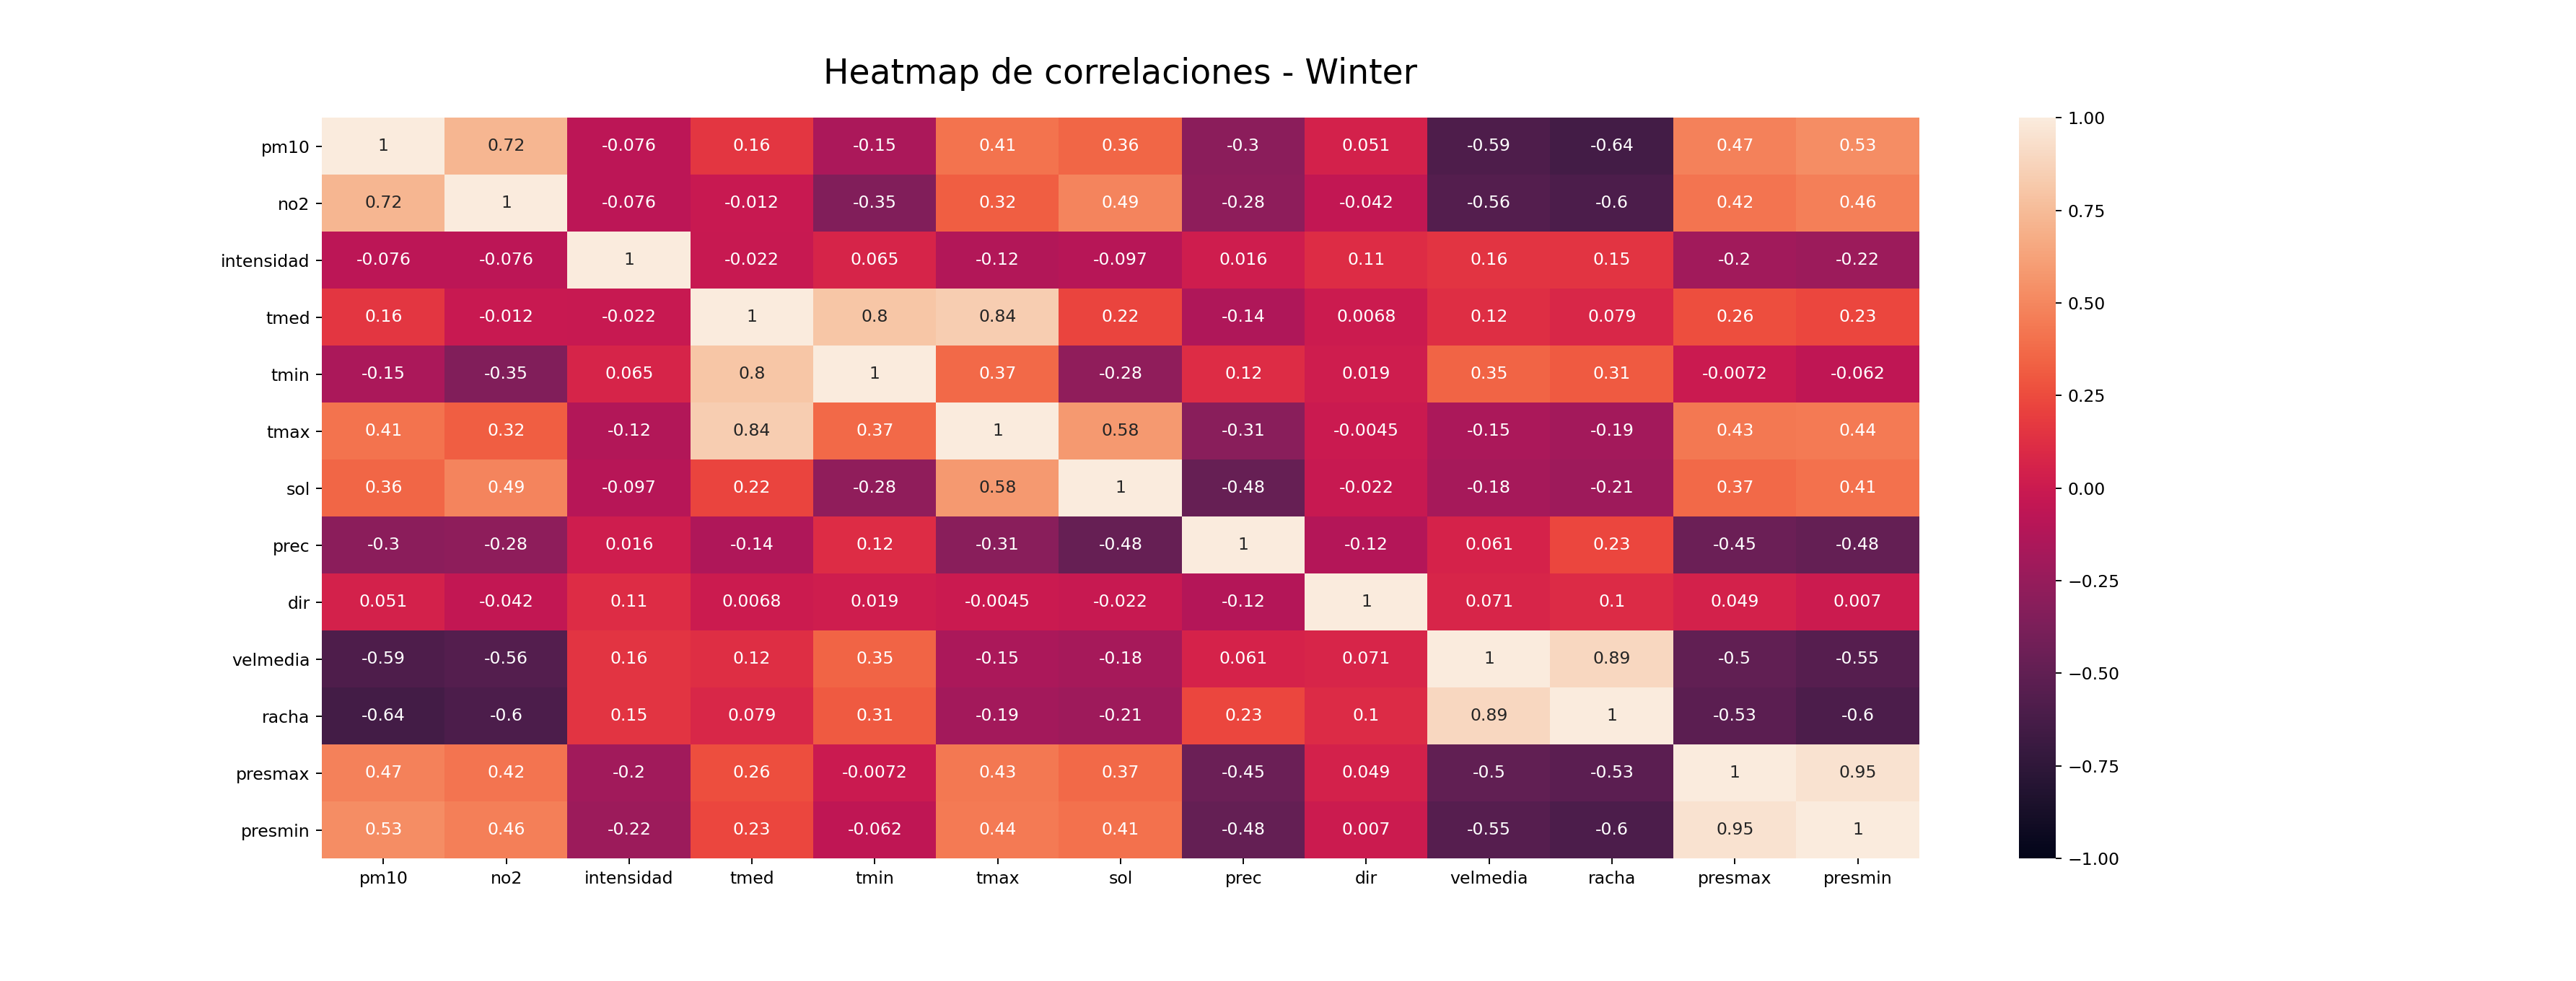 Heatmap de correlaciones - Winter
pm10 1 0.72 -0.076 0.16 -0.15 0.41 0.36 -0.3 0.051 -0.59 -0.64 0.47 0.53
no2 0.72 1 -0.076 -0.012 -0.35 0.32 0.49 -0.28 -0.042 -0.56 -0.6 0.42 0.46
intensidad -0.076 -0.076 1 -0.022 0.065 -0.12 -0.097 0.016 0.11 0.16 0.15 -0.2 -0.22
tmed 0.16 -0.012 -0.022 1 0.8 0.84 0.22 -0.14 0.0068 0.12 0.079 0.26 0.23
tmin -0.15 -0.35 0.065 0.8 1 0.37 -0.28 0.12 0.019 0.35 0.31 -0.0072 -0.062
tmax 0.41 0.32 -0.12 0.84 0.37 1 0.58 -0.31 -0.0045 -0.15 -0.19 0.43 0.44
sol 0.36 0.49 -0.097 0.22 -0.28 0.58 1 -0.48 -0.022 -0.18 -0.21 0.37 0.41
prec -0.3 -0.28 0.016 -0.14 0.12 -0.31 -0.48 1 -0.12 0.061 0.23 -0.45 -0.48
dir 0.051 -0.042 0.11 0.0068 0.019 -0.0045 -0.022 -0.12 1 0.071 0.1 0.049 0.007
velmedia -0.59 -0.56 0.16 0.12 0.35 -0.15 -0.18 0.061 0.071 1 0.89 -0.5 -0.55
racha -0.64 -0.6 0.15 0.079 0.31 -0.19 -0.21 0.23 0.1 0.89 1 -0.53 -0.6
presmax 0.47 0.42 -0.2 0.26 -0.0072 0.43 0.37 -0.45 0.049 -0.5 -0.53 1 0.95
presmin 0.53 0.46 -0.22 0.23 -0.062 0.44 0.41 -0.48 0.007 -0.55 -0.6 0.95 1
pm10 no2 intensidad tmed tmin tmax sol prec dir velmedia racha presmax presmin
1.00
0.75
0.50
0.25
0.00
−0.25
−0.50
−0.75
−1.00